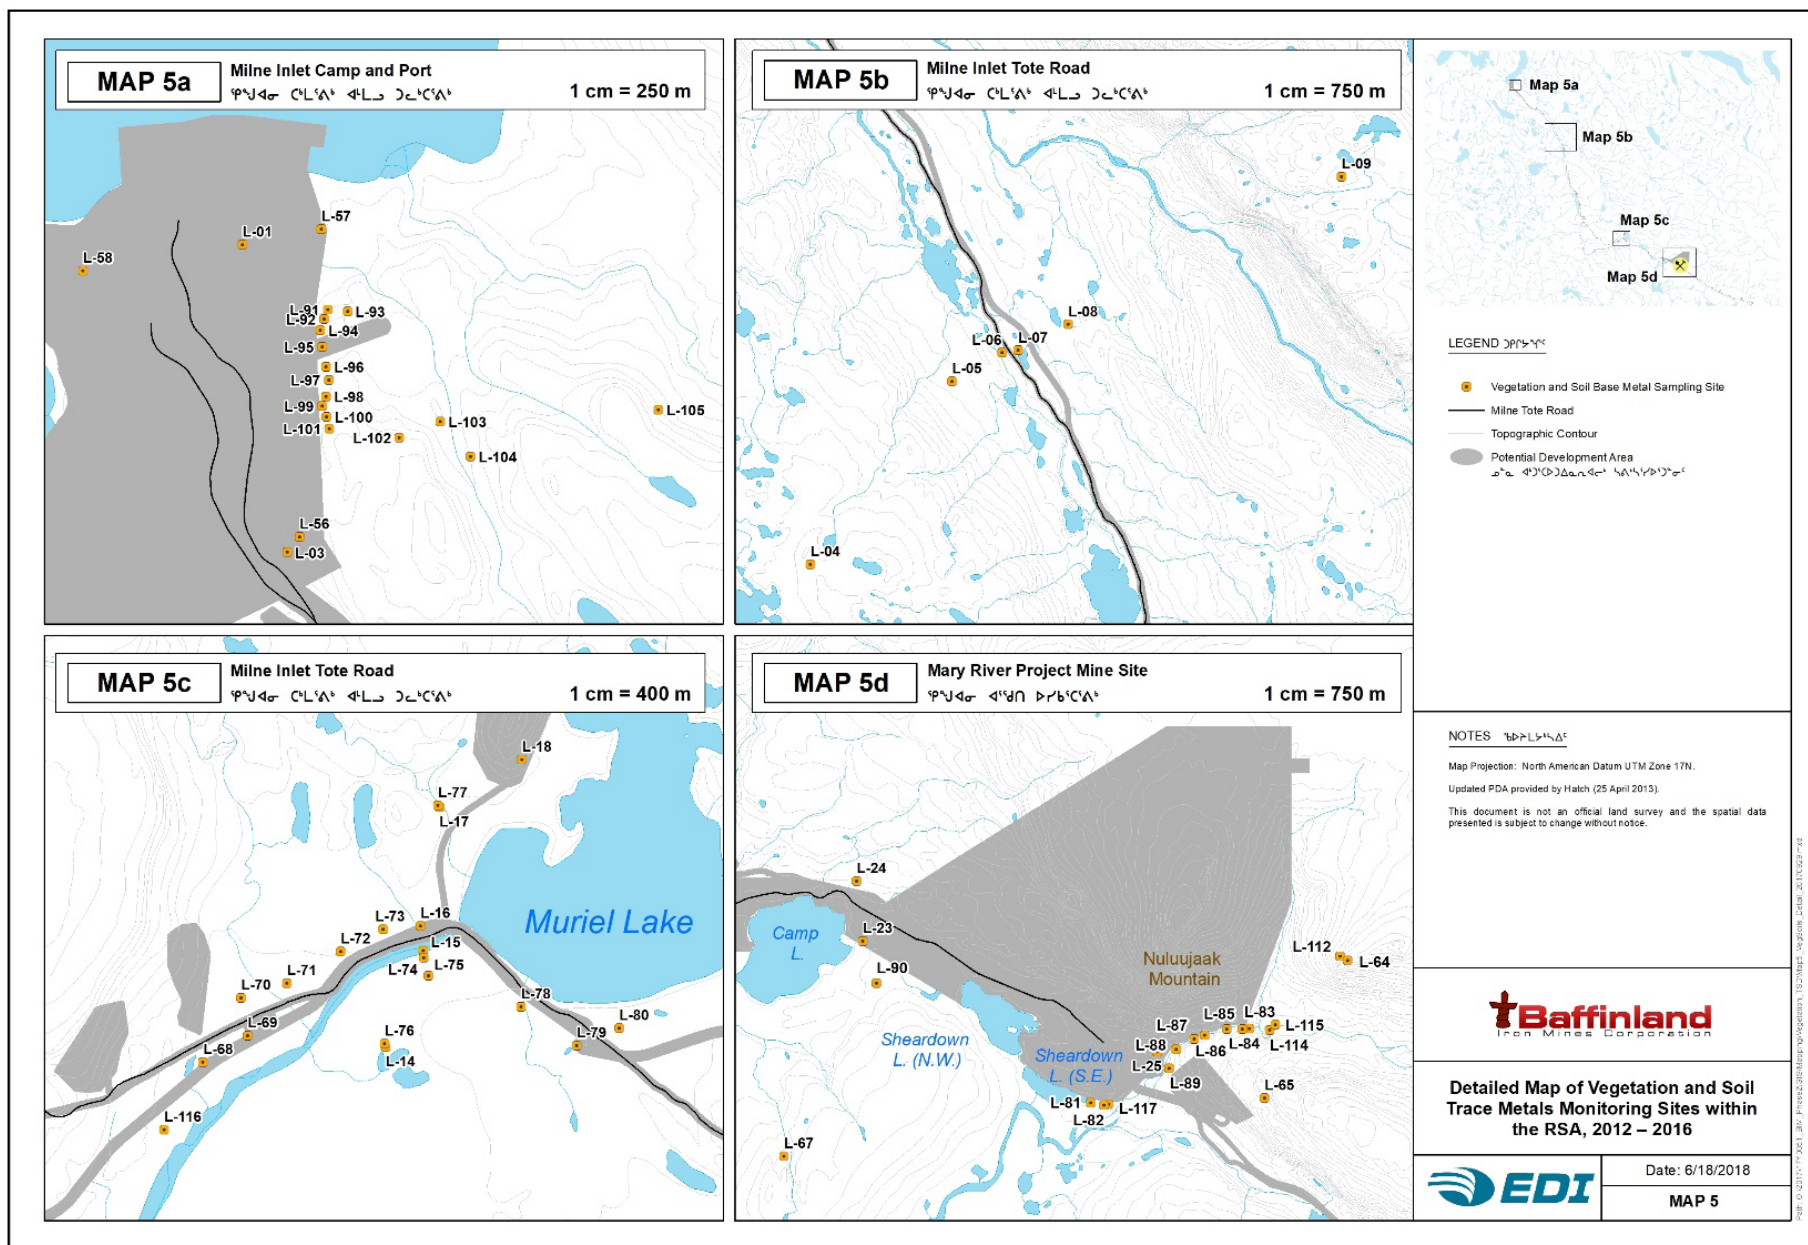 MAP 5a
Milne Inlet Camp and Port
ᕿᙳᐊᓂ ᑕᒃᒪᕐᕕᒃ ᐊᒻᒪᓗ ᑐᓚᒃᑕᕐᕕᒃ
1 cm = 250 m
L-57
L-01
L-58
L-91
L-93
L-92
L-94
L-95
L-96
L-97
L-98
L-99
L-100
L-101
L-102
L-103
L-104
L-105
L-56
L-03
MAP 5b
Milne Inlet Tote Road
1 cm = 750 m
L-09
L-08
L-07
L-06
L-05
L-04
MAP 5c
Milne Inlet Tote Road
1 cm = 400 m
L-18
L-77
L-17
L-16
L-73
L-72
L-15
L-74
L-75
L-71
L-70
L-69
L-68
L-76
L-14
L-78
L-79
L-80
L-116
Muriel Lake
MAP 5d
Mary River Project Mine Site
1 cm = 750 m
L-24
L-23
Camp
L.
L-90
Nuluujaak
Mountain
L-112
L-64
Sheardown
L. (N.W.)
Sheardown
L. (S.E.)
L-87
L-85
L-83
L-115
L-88
L-86
L-84
L-114
L-25
L-89
L-65
L-81
L-117
L-82
L-67
Map 5a
Map 5b
Map 5c
Map 5d
LEGEND
Vegetation and Soil Base Metal Sampling Site
Milne Tote Road
Topographic Contour
Potential Development Area
NOTES
Map Projection: North American Datum UTM Zone 17N.
Updated PDA provided by Hatch (25 April 2013).
This document is not an official land survey and the spatial data
presented is subject to change without notice.
Baffinland
Iron Mines Corporation
Detailed Map of Vegetation and Soil
Trace Metals Monitoring Sites within
the RSA, 2012 – 2016
EDI
Date: 6/18/2018
MAP 5